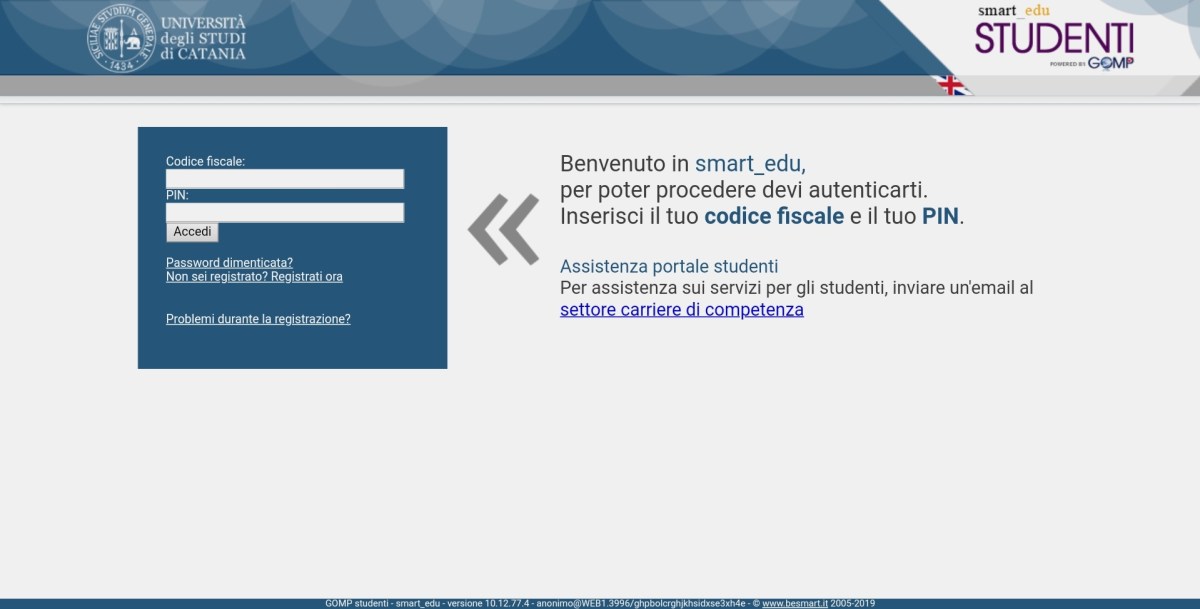 UNIVERSITÀ
degli STUDI
di CATANIA
SICILIAE STVDIVM GENERALE
1434
smart_edu
STUDENTI
POWERED BY GOMP
Codice fiscale:
PIN:
Accedi
Password dimenticata?
Non sei registrato? Registrati ora
Problemi durante la registrazione?
Benvenuto in smart_edu,
per poter procedere devi autenticarti.
Inserisci il tuo codice fiscale e il tuo PIN.
Assistenza portale studenti
Per assistenza sui servizi per gli studenti, inviare un'email al
settore carriere di competenza
GOMP studenti - smart_edu - versione 10.12.77.4 - anonimo@WEB1.3996/ghpbolcrghjkhsidxse3xh4e - © www.besmart.it 2005-2019